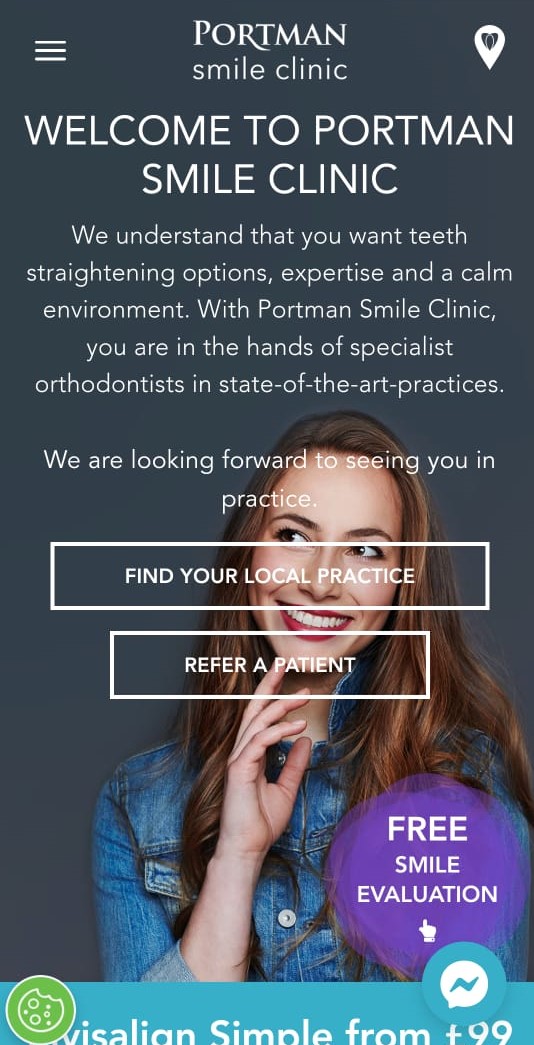 PORTMAN
smile clinic
WELCOME TO PORTMAN
SMILE CLINIC
We understand that you want teeth
straightening options, expertise and a calm
environment. With Portman Smile Clinic,
you are in the hands of specialist
orthodontists in state-of-the-art-practices.
We are looking forward to seeing you in
practice.
FIND YOUR LOCAL PRACTICE
REFER A PATIENT
FREE
SMILE
EVALUATION
visalign Simple from £99